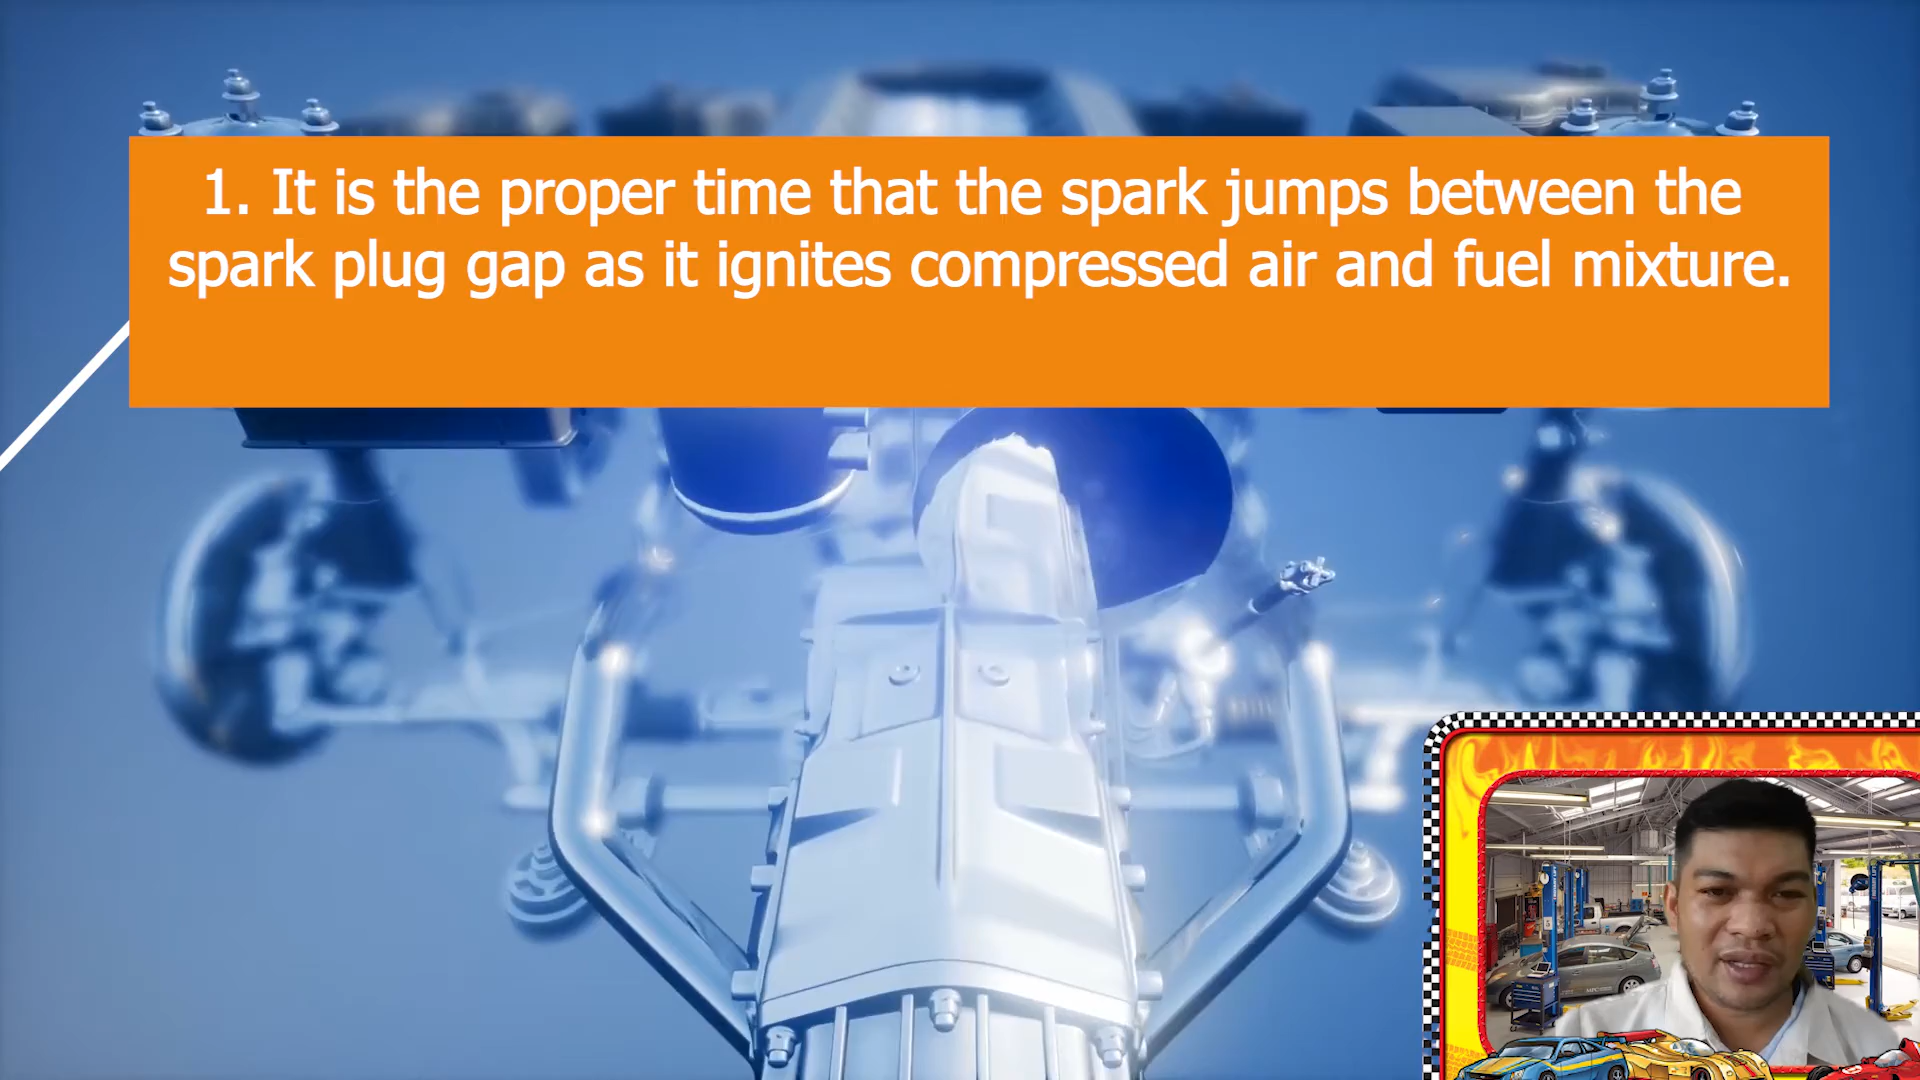 1. It is the proper time that the spark jumps between the
spark plug gap as it ignites compressed air and fuel mixture.